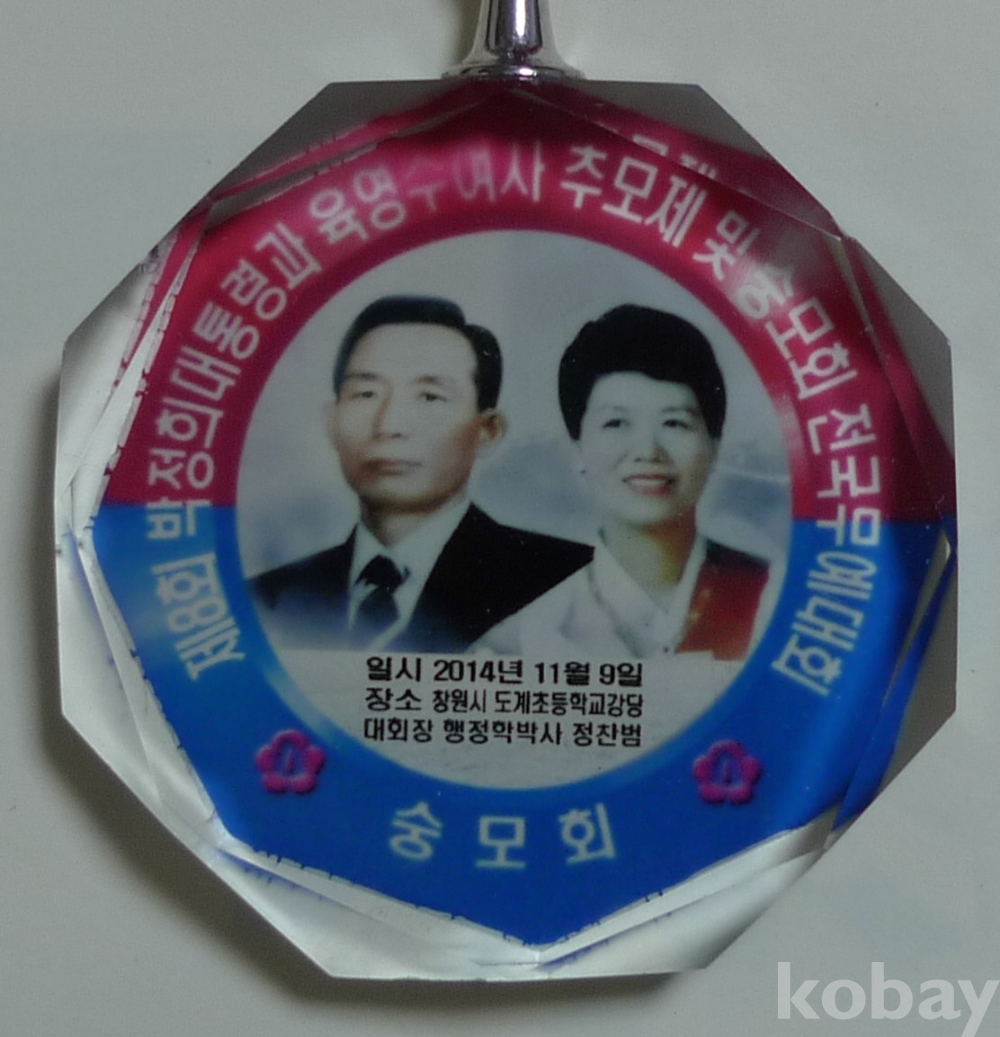 제8회 박정희대통령과 육영수여사 추모제 및 숭모회 전국무예대회
일시 2014년 11월 9일
장소 창원시 도계초등학교강당
대회장 행정학박사 정찬범
숭모회
kobay